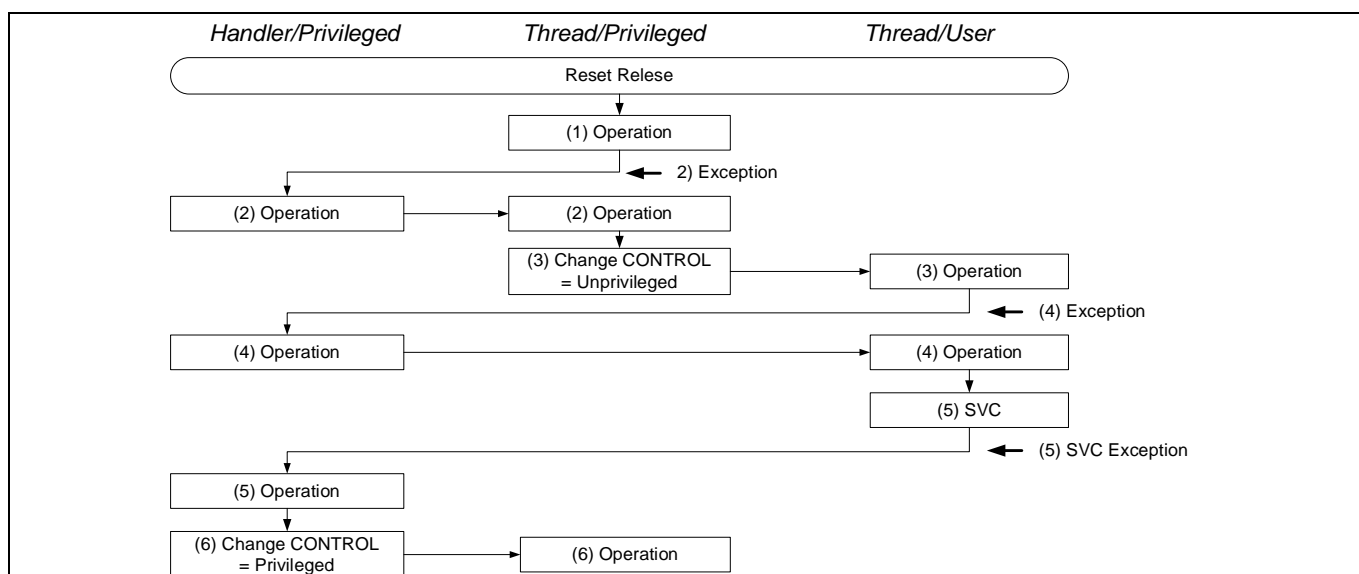 Handler/Privileged Thread/Privileged Thread/User
Reset Relese
(1) Operation
2) Exception
(2) Operation (2) Operation
(3) Change CONTROL
= Unprivileged
(3) Operation
(4) Exception
(4) Operation (4) Operation
(5) SVC
(5) SVC Exception
(5) Operation
(6) Change CONTROL
= Privileged
(6) Operation